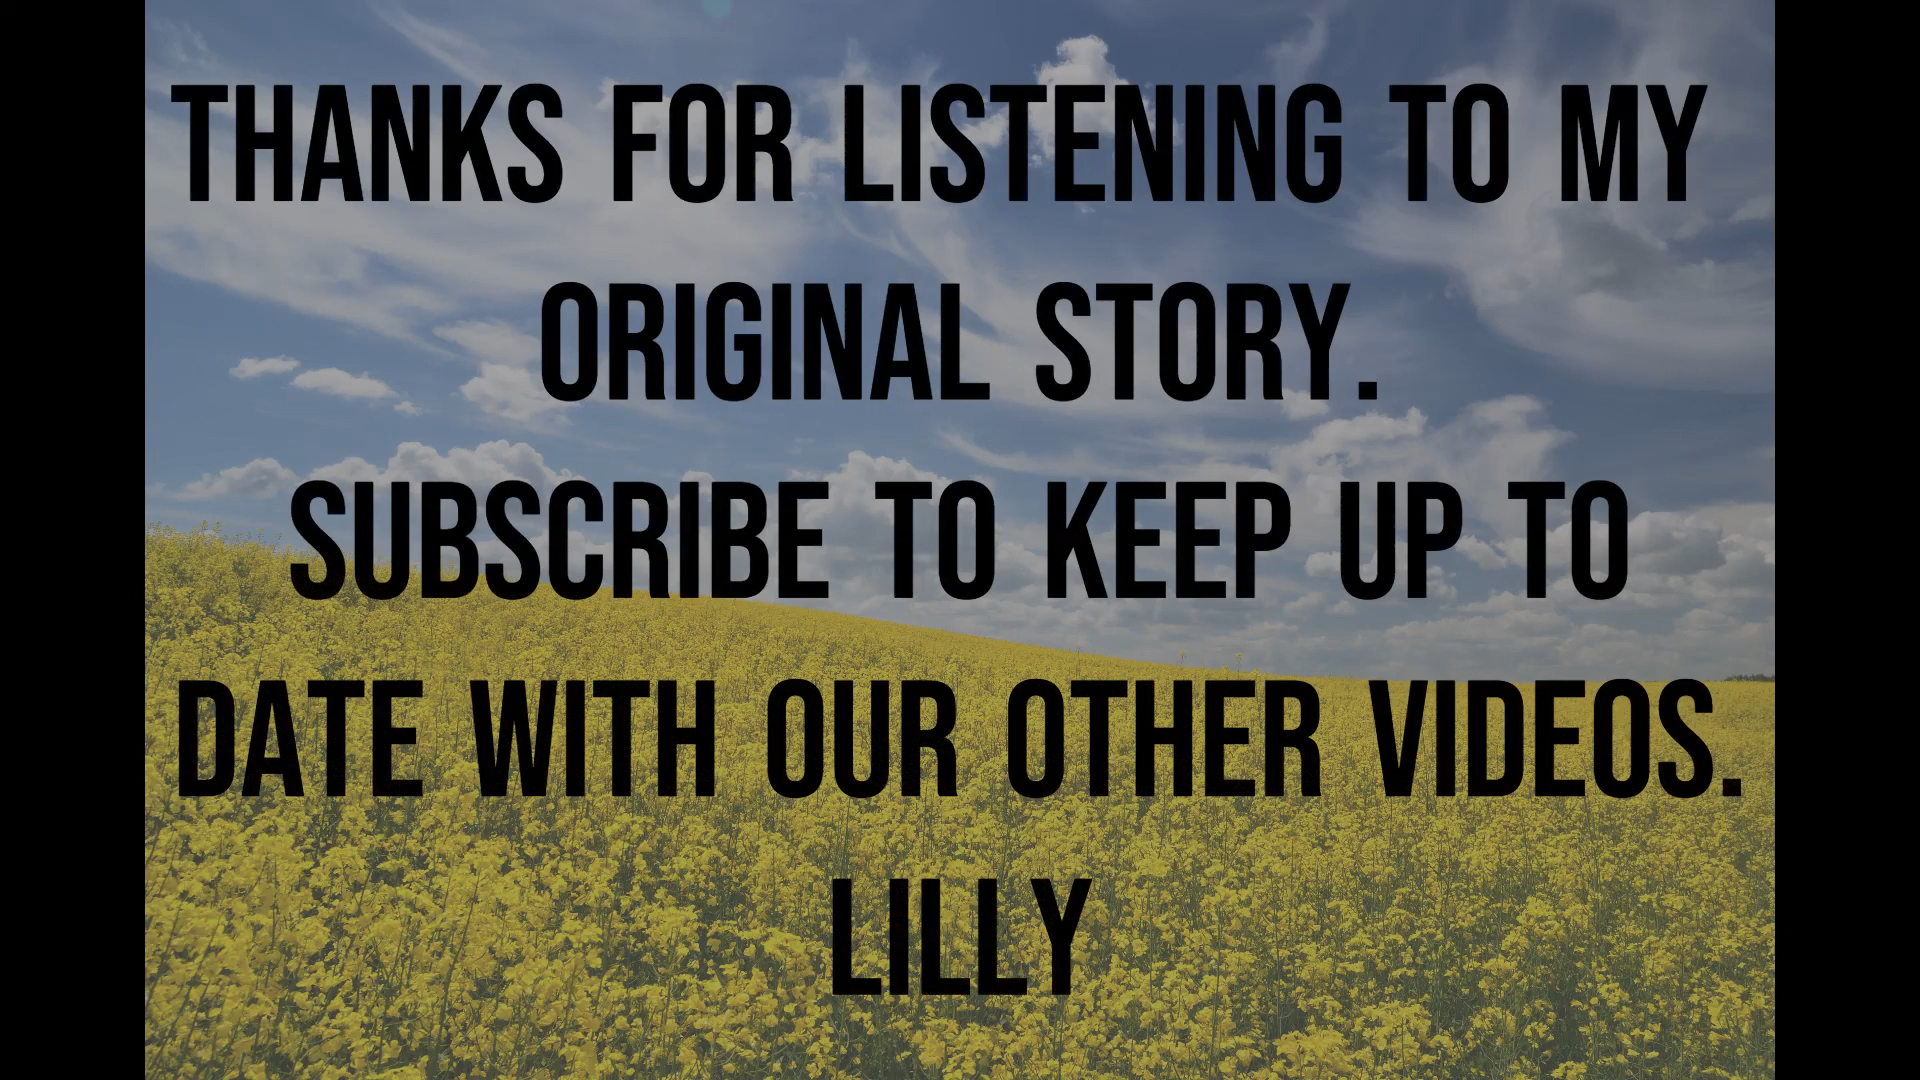 THANKS FOR LISTENING TO MY
ORIGINAL STORY.
SUBSCRIBE TO KEEP UP TO
DATE WITH OUR OTHER VIDEOS.
LILLY